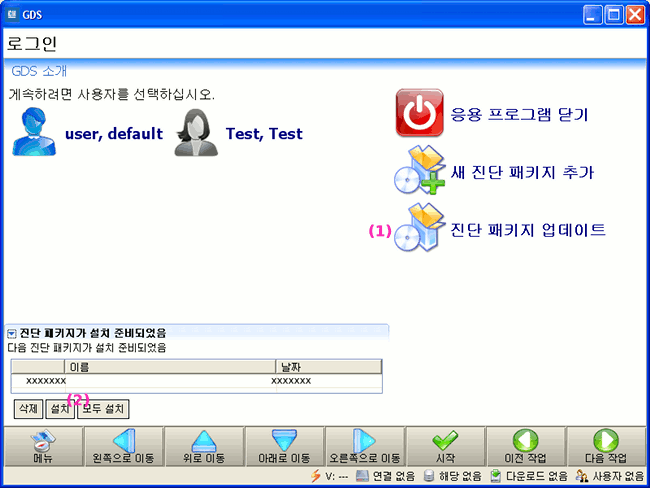 GDS
로그인
GDS 소개
계속하려면 사용자를 선택하십시오.
user, default
Test, Test
응용 프로그램 닫기
새 진단 패키지 추가
(1) 진단 패키지 업데이트
진단 패키지가 설치 준비되었음
다음 진단 패키지가 설치 준비되었음
이름 날짜
xxxxxxx xxxxxxx
(2)
삭제 설치 모두 설치
메뉴 왼쪽으로 이동 위로 이동 아래로 이동 오른쪽으로 이동 시작 이전 작업 다음 작업
V: --- 연결 없음 해당 없음 다운로드 없음 사용자 없음